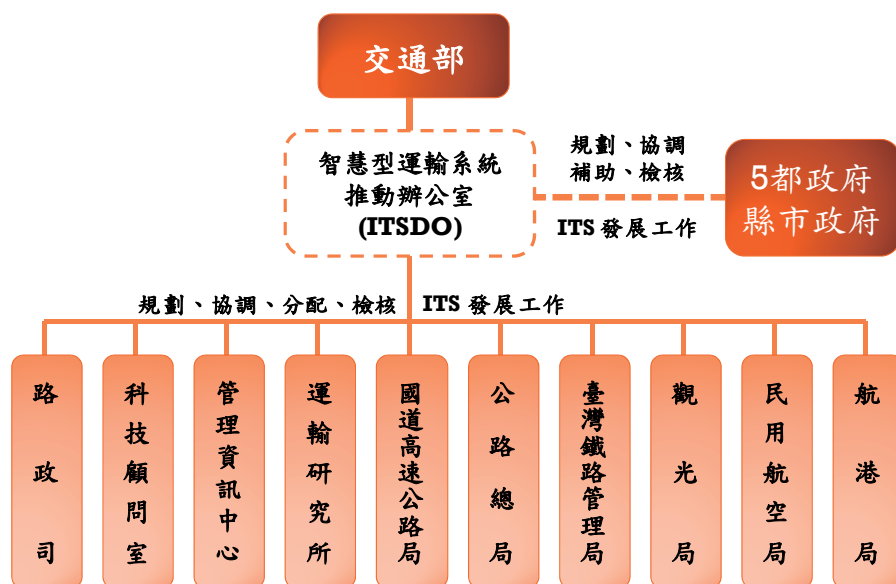 交通部
智慧型運輸系統
推動辦公室
(ITSDO)
規劃、協調
補助、檢核
ITS 發展工作
5都政府
縣市政府
規劃、協調、分配、檢核 ITS 發展工作
路政司
科技顧問室
管理資訊中心
運輸研究所
國道高速公路局
公路總局
臺灣鐵路管理局
觀光局
民用航空局
航港局